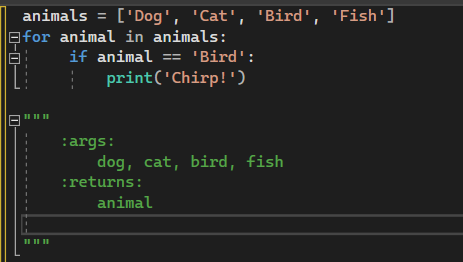 animals = ['Dog', 'Cat', 'Bird', 'Fish']
for animal in animals:
    if animal == 'Bird':
        print('Chirp!')
"""
    :args:
        dog, cat, bird, fish
    :returns:
        animal
"""